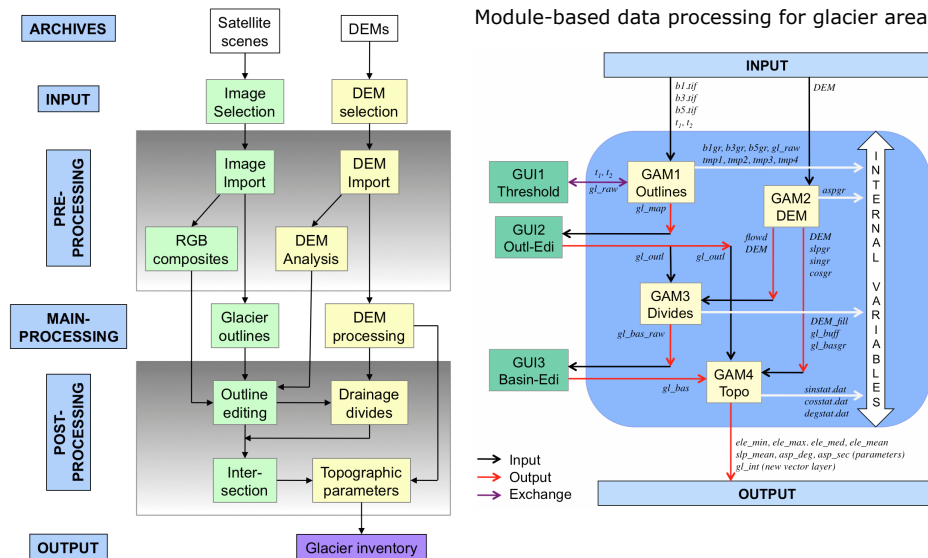 ARCHIVES
Satellite
scenes
DEMs
INPUT
Image
Selection
DEM
selection
PRE-
PROCESSING
Image
Import
DEM
Import
RGB
composites
DEM
Analysis
MAIN-
PROCESSING
Glacier
outlines
DEM
processing
POST-
PROCESSING
Outline
editing
Drainage
divides
Inter-
section
Topographic
parameters
OUTPUT
Glacier inventory
Module-based data processing for glacier area
INPUT
b1.tif
b3.tif
b5.tif
t1, t2
DEM
b1gr, b3gr, b5gr, gl_raw
tmp1, tmp2, tmp3, tmp4
GUI1
Threshold
t1, t2
gl_raw
GAM1
Outlines
gl_map
GAM2
DEM
aspgr
INTERNAL VARIABLES
GUI2
Outl-Edi
gl_outl
gl_outl
flowd
DEM
DEM
slpgr
singr
cosgr
GAM3
Divides
gl_bas_raw
DEM_fill
gl_buff
gl_basgr
GUI3
Basin-Edi
gl_bas
GAM4
Topo
sinstat.dat
cosstat.dat
degstat.dat
ele_min, ele_max. ele_med, ele_mean
slp_mean, asp_deg, asp_sec (parameters)
gl_int (new vector layer)
Input
Output
Exchange
OUTPUT